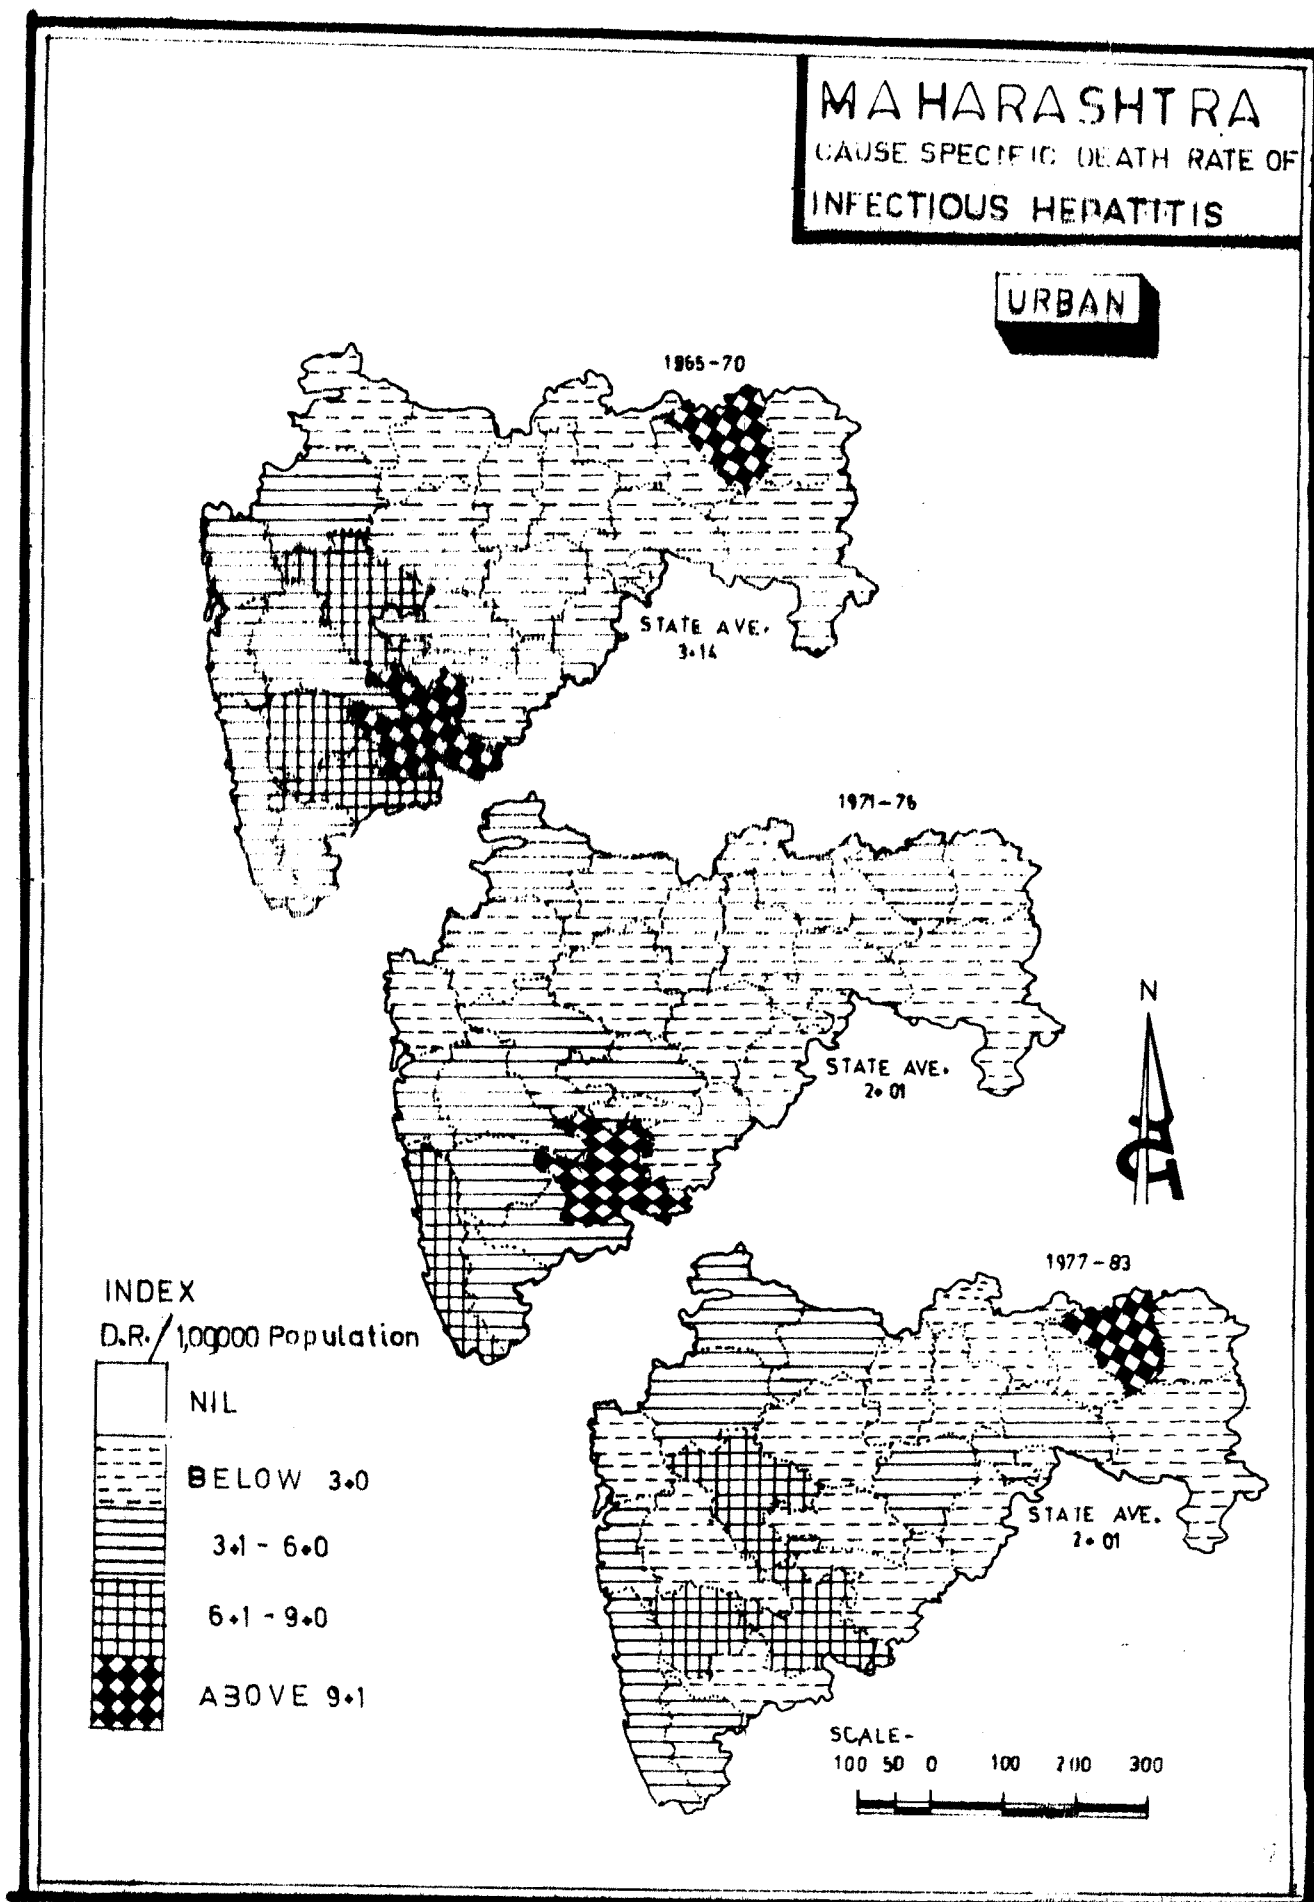 MAHARASHTRA
CAUSE SPECIFIC DEATH RATE OF
INFECTIOUS HEPATITIS
URBAN
1965-70
STATE AVE.
3.14
1971-76
STATE AVE.
2.01
N
1977-83
STATE AVE.
2.01
INDEX
D.R./1,00,000 Population
NIL
BELOW 3.0
3.1 - 6.0
6.1 - 9.0
ABOVE 9.1
SCALE-
100 50 0 100 200 300